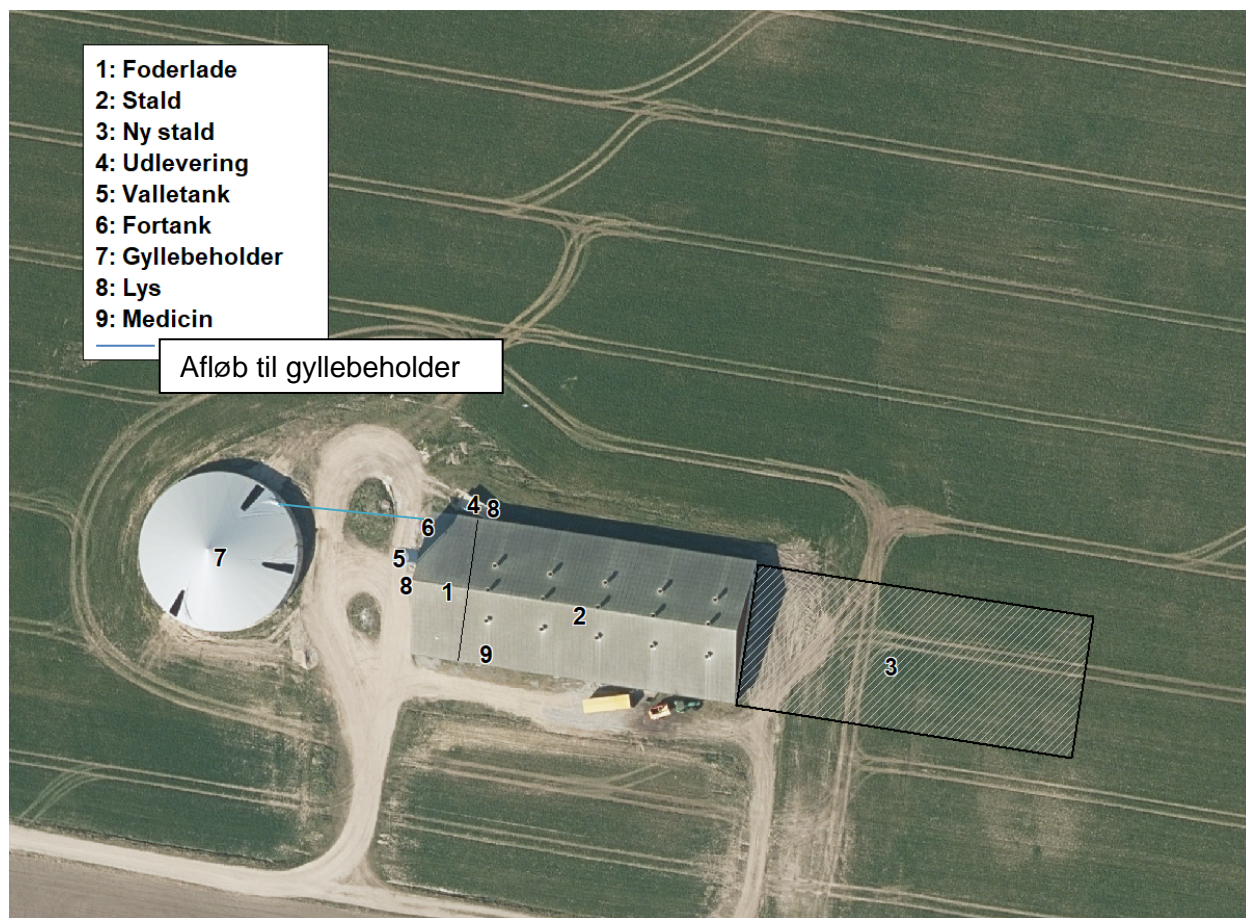 1: Foderlade
2: Stald
3: Ny stald
4: Udlevering
5: Valletank
6: Fortank
7: Gyllebeholder
8: Lys
9: Medicin
Afløb til gyllebeholder
4 8
6
7
5
8
1
2
9
3